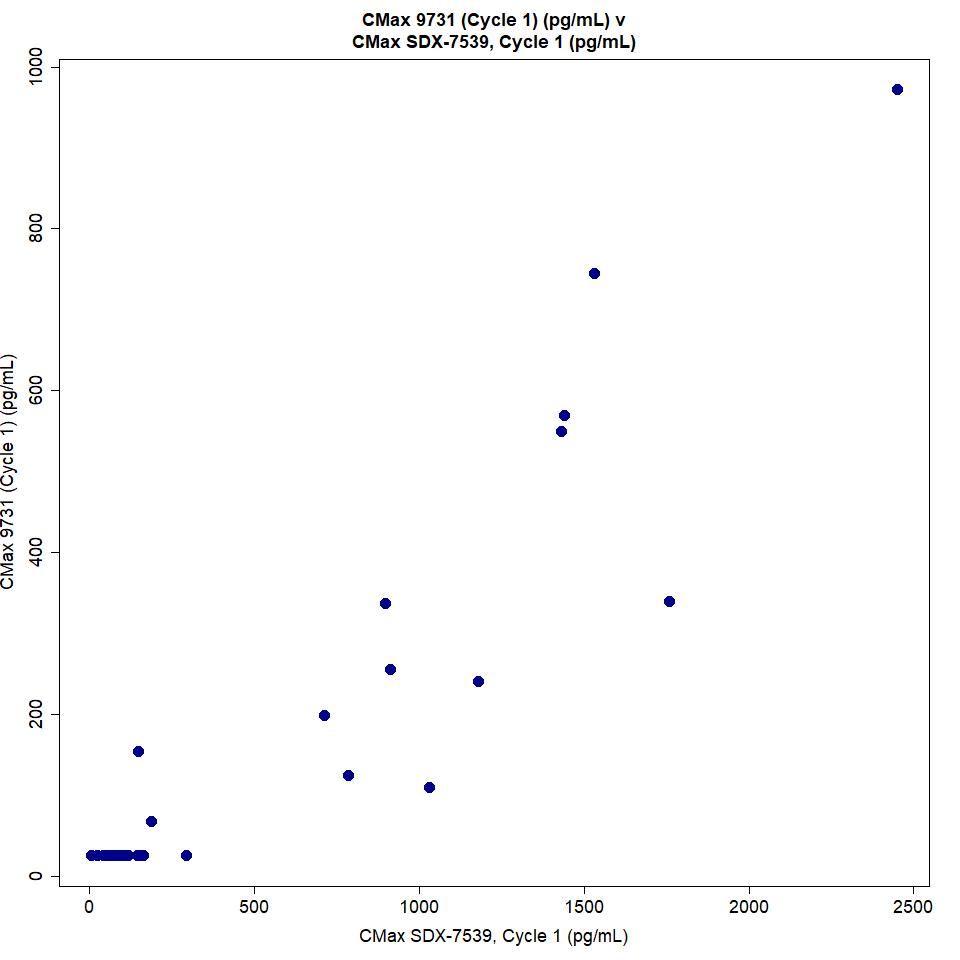 CMax 9731 (Cycle 1) (pg/mL) v
CMax SDX-7539, Cycle 1 (pg/mL)
CMax 9731 (Cycle 1) (pg/mL)
1000
800
600
400
200
0
0 500 1000 1500 2000 2500
CMax SDX-7539, Cycle 1 (pg/mL)